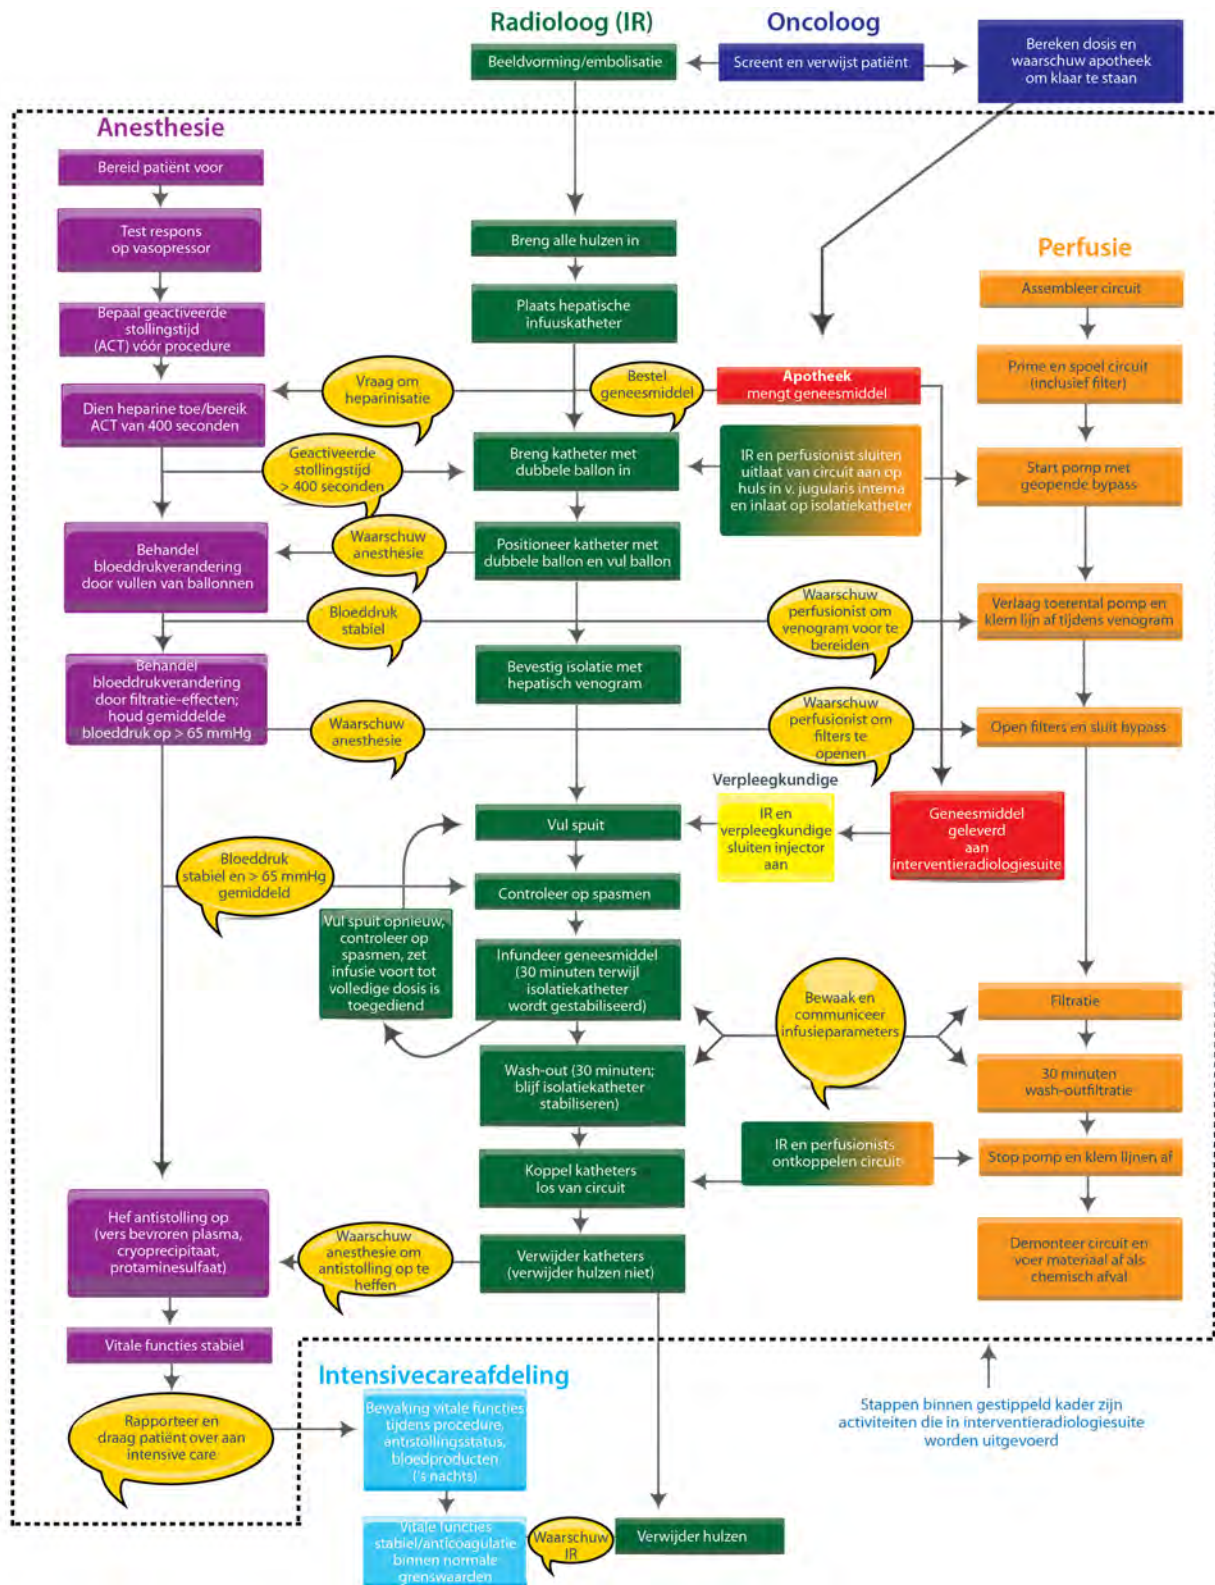 Radioloog (IR)
Oncoloog
Beeldvorming/embolisatie
Screent en verwijst patiënt
Bereken dosis en
waarschuw apotheek
om klaar te staan
Anesthesie
Bereid patiënt voor
Test respons
op vasopressor
Bepaal geactiveerde
stollingstijd
(ACT) vóór procedure
Dien heparine toe/bereik
ACT van 400 seconden
Behandel
bloeddrukverandering
door vullen van ballonnen
Behandel
bloeddrukverandering
door filtratie-effecten;
houd gemiddelde
bloeddruk op > 65 mmHg
Hef antistolling op
(vers bevroren plasma,
cryoprecipitaat,
protaminesulfaat)
Vitale functies stabiel
Rapporteer en
draag patiënt over aan
intensive care
Vraag om
heparinisatie
Geactiveerde
stollingstijd
> 400 seconden
Waarschuw
anesthesie
Bloeddruk
stabiel
Waarschuw
anesthesie
Bloeddruk
stabiel en > 65 mmHg
gemiddeld
Vul spuit opnieuw,
controleer op
spasmen, zet
infusie voort tot
volledige dosis is
toegediend
Waarschuw
anesthesie om
antistolling op te
heffen
Breng alle hulzen in
Plaats hepatische
infuuskatheter
Breng katheter met
dubbele ballon in
Positioneer katheter met
dubbele ballon en vul ballon
Bevestig isolatie met
hepatisch venogram
Vul spuit
Controleer op spasmen
Infundeer geneesmiddel
(30 minuten terwijl
isolatiekatheter
wordt gestabiliseerd)
Wash-out (30 minuten;
blijf isolatiekatheter
stabiliseren)
Koppel katheters
los van circuit
Verwijder katheters
(verwijder hulzen niet)
Bestel
geneesmiddel
Apotheek
mengt geneesmiddel
IR en perfusionist sluiten
uitlaat van circuit aan op
huls in v. jugularis interna
en inlaat op isolatiekatheter
Waarschuw
perfusionist om
venogram voor te
bereiden
Waarschuw
perfusionist om
filters te
openen
Verpleegkundige
IR en
verpleegkundige
sluiten injector
aan
Geneesmiddel
geleverd
aan
interventieradiologiesuite
Bewaak en
communiceer
infusieparameters
IR en perfusionists
ontkoppelen circuit
Perfusie
Assembleer circuit
Prime en spoel circuit
(inclusief filter)
Start pomp met
geopende bypass
Verlaag toerental pomp en
klem lijn af tijdens venogram
Open filters en sluit bypass
Filtratie
30 minuten
wash-outfiltratie
Stop pomp en klem lijnen af
Demonteer circuit en
voer materiaal af als
chemisch afval
Intensivecareafdeling
Bewaking vitale functies
tijdens procedure,
antistollingsstatus,
bloedproducten
('s nachts)
Vitale functies
stabiel/anticoagulatie
binnen normale
grenswaarden
Waarschuw
IR
Verwijder hulzen
Stappen binnen gestippeld kader zijn
activiteiten die in interventieradiologiesuite
worden uitgevoerd